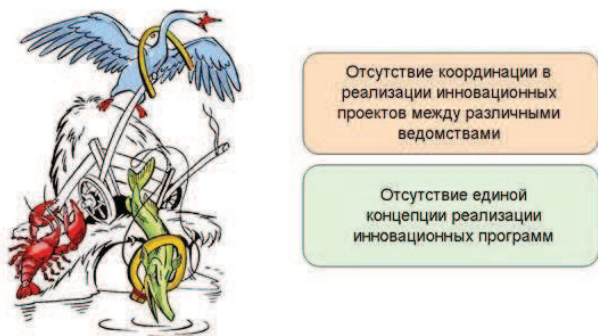 Отсутствие координации в
реализации инновационных
проектов между различными
ведомствами
Отсутствие единой
концепции реализации
инновационных программ